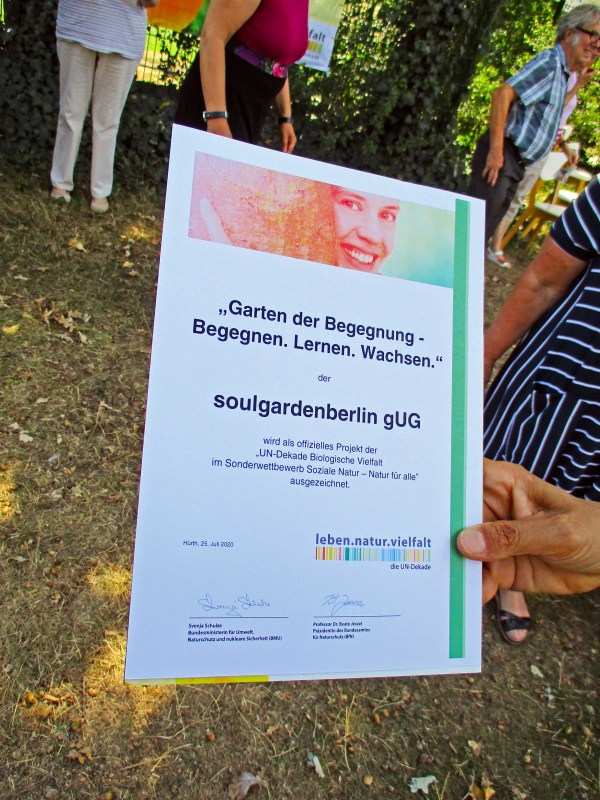 vielfalt
„Garten der Begegnung -
Begegnen. Lernen. Wachsen.“
der
soulgardenberlin gUG
wird als offizielles Projekt der
„UN-Dekade Biologische Vielfalt
im Sonderwettbewerb Soziale Natur – Natur für alle“
ausgezeichnet.
Hürth, 25. Juli 2020
leben.natur.vielfalt
die UN-Dekade
Svenja Schulze
Bundesministerin für Umwelt,
Naturschutz und nukleare Sicherheit (BMU)
Professor Dr. Beate Jessel
Präsidentin des Bundesamtes
für Naturschutz (BfN)